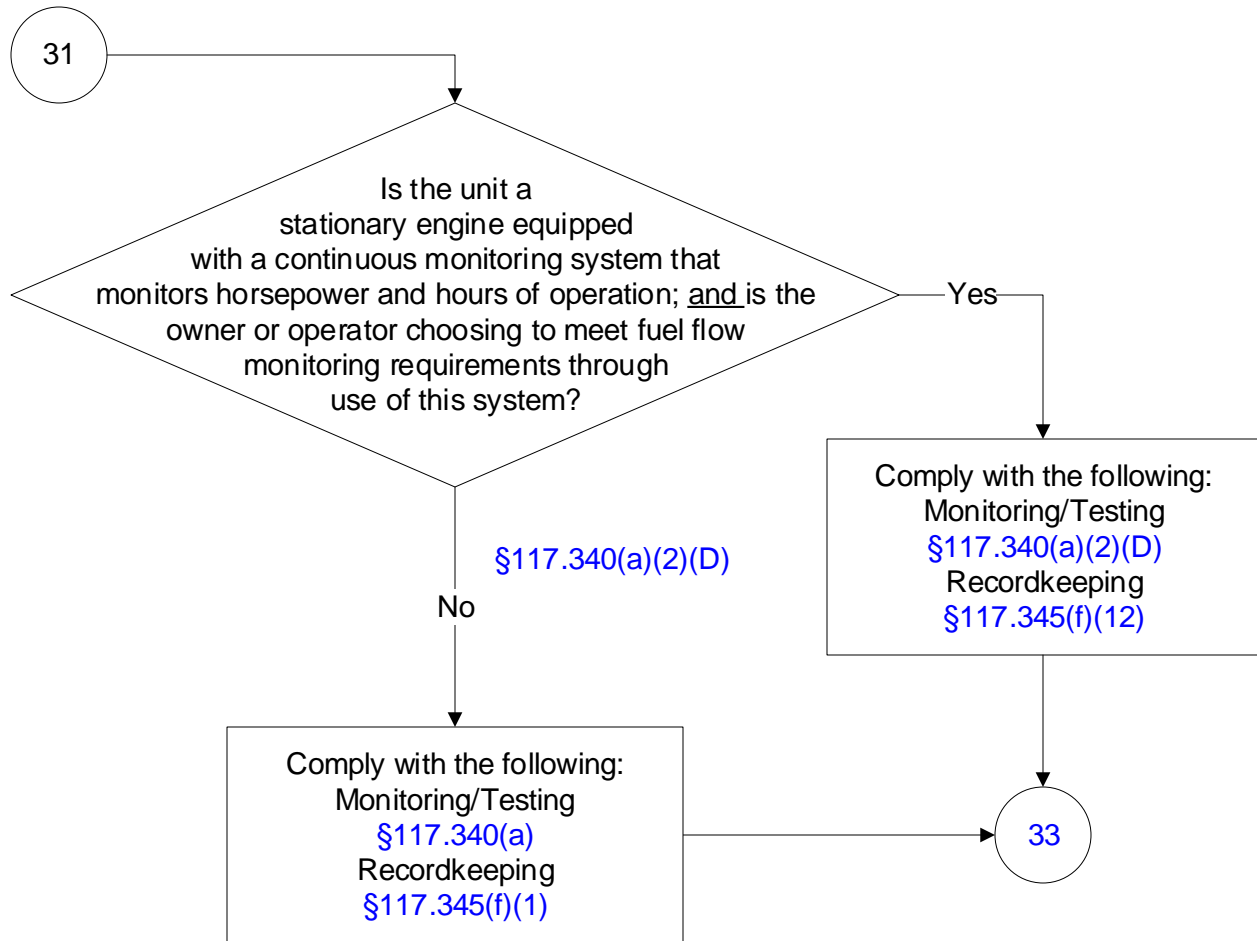 31
Is the unit a
stationary engine equipped
with a continuous monitoring system that
monitors horsepower and hours of operation; and is the
owner or operator choosing to meet fuel flow
monitoring requirements through
use of this system?
Yes
Comply with the following:
Monitoring/Testing
§117.340(a)(2)(D)
Recordkeeping
§117.345(f)(12)
§117.340(a)(2)(D)
No
Comply with the following:
Monitoring/Testing
§117.340(a)
Recordkeeping
§117.345(f)(1)
33